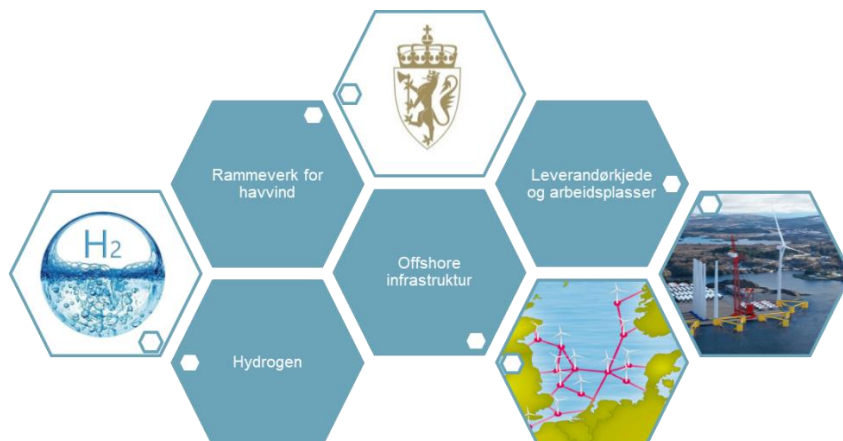 Rammeverk for
havvind
Leverandørkjede
og arbeidsplasser
H2
Offshore
infrastruktur
Hydrogen